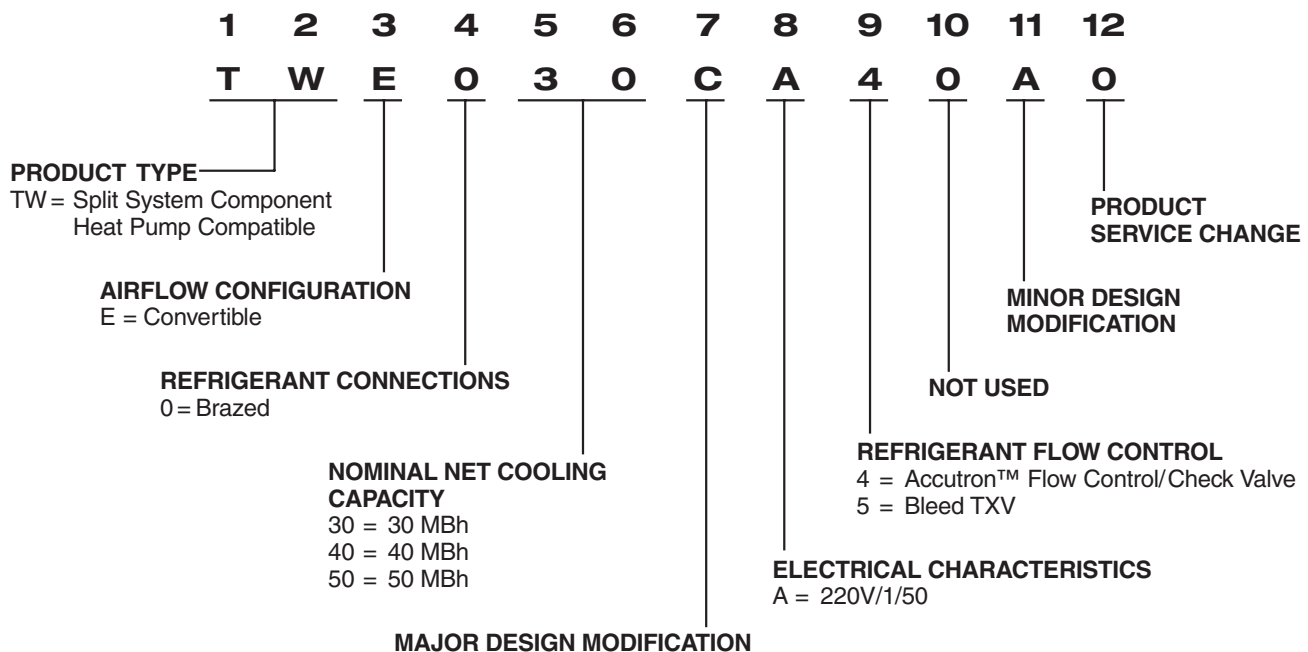 1 2 3 4 5 6 7 8 9 10 11 12
T W E 0 3 0 C A 4 0 A 0
PRODUCT TYPE
TW = Split System Component
Heat Pump Compatible
PRODUCT
SERVICE CHANGE
AIRFLOW CONFIGURATION
E = Convertible
MINOR DESIGN
MODIFICATION
REFRIGERANT CONNECTIONS
0 = Brazed
NOT USED
NOMINAL NET COOLING
CAPACITY
30 = 30 MBh
40 = 40 MBh
50 = 50 MBh
REFRIGERANT FLOW CONTROL
4 = Accutron™ Flow Control/Check Valve
5 = Bleed TXV
ELECTRICAL CHARACTERISTICS
A = 220V/1/50
MAJOR DESIGN MODIFICATION